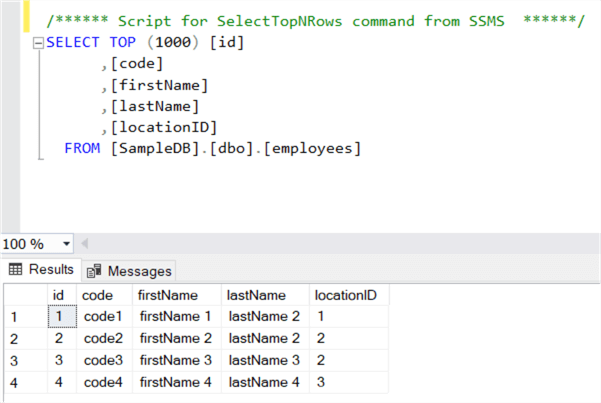 /****** Script for SelectTopNRows command from SSMS  ******/
SELECT TOP (1000) [id]
,[code]
,[firstName]
,[lastName]
,[locationID]
FROM [SampleDB].[dbo].[employees]
100 %
Results Messages
id code firstName lastName locationID
1 1 code1 firstName 1 lastName 2 1
2 2 code2 firstName 2 lastName 2 2
3 3 code3 firstName 3 lastName 3 2
4 4 code4 firstName 4 lastName 4 3